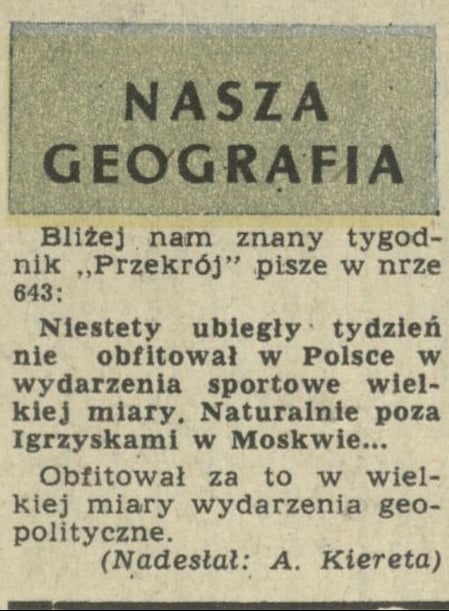 NASZA
GEOGRAFIA
Bliżej nam znany tygod-
nik „Przekrój" pisze w nrze
643:
Niestety ubiegły tydzień
nie obfitował w Polsce w
wydarzenia sportowe wiel-
kiej miary. Naturalnie poza
Igrzyskami w Moskwie...
Obfitował za to w wiel-
kiej miary wydarzenia geo-
polityczne.
(Nadesłał: A. Kiereta)